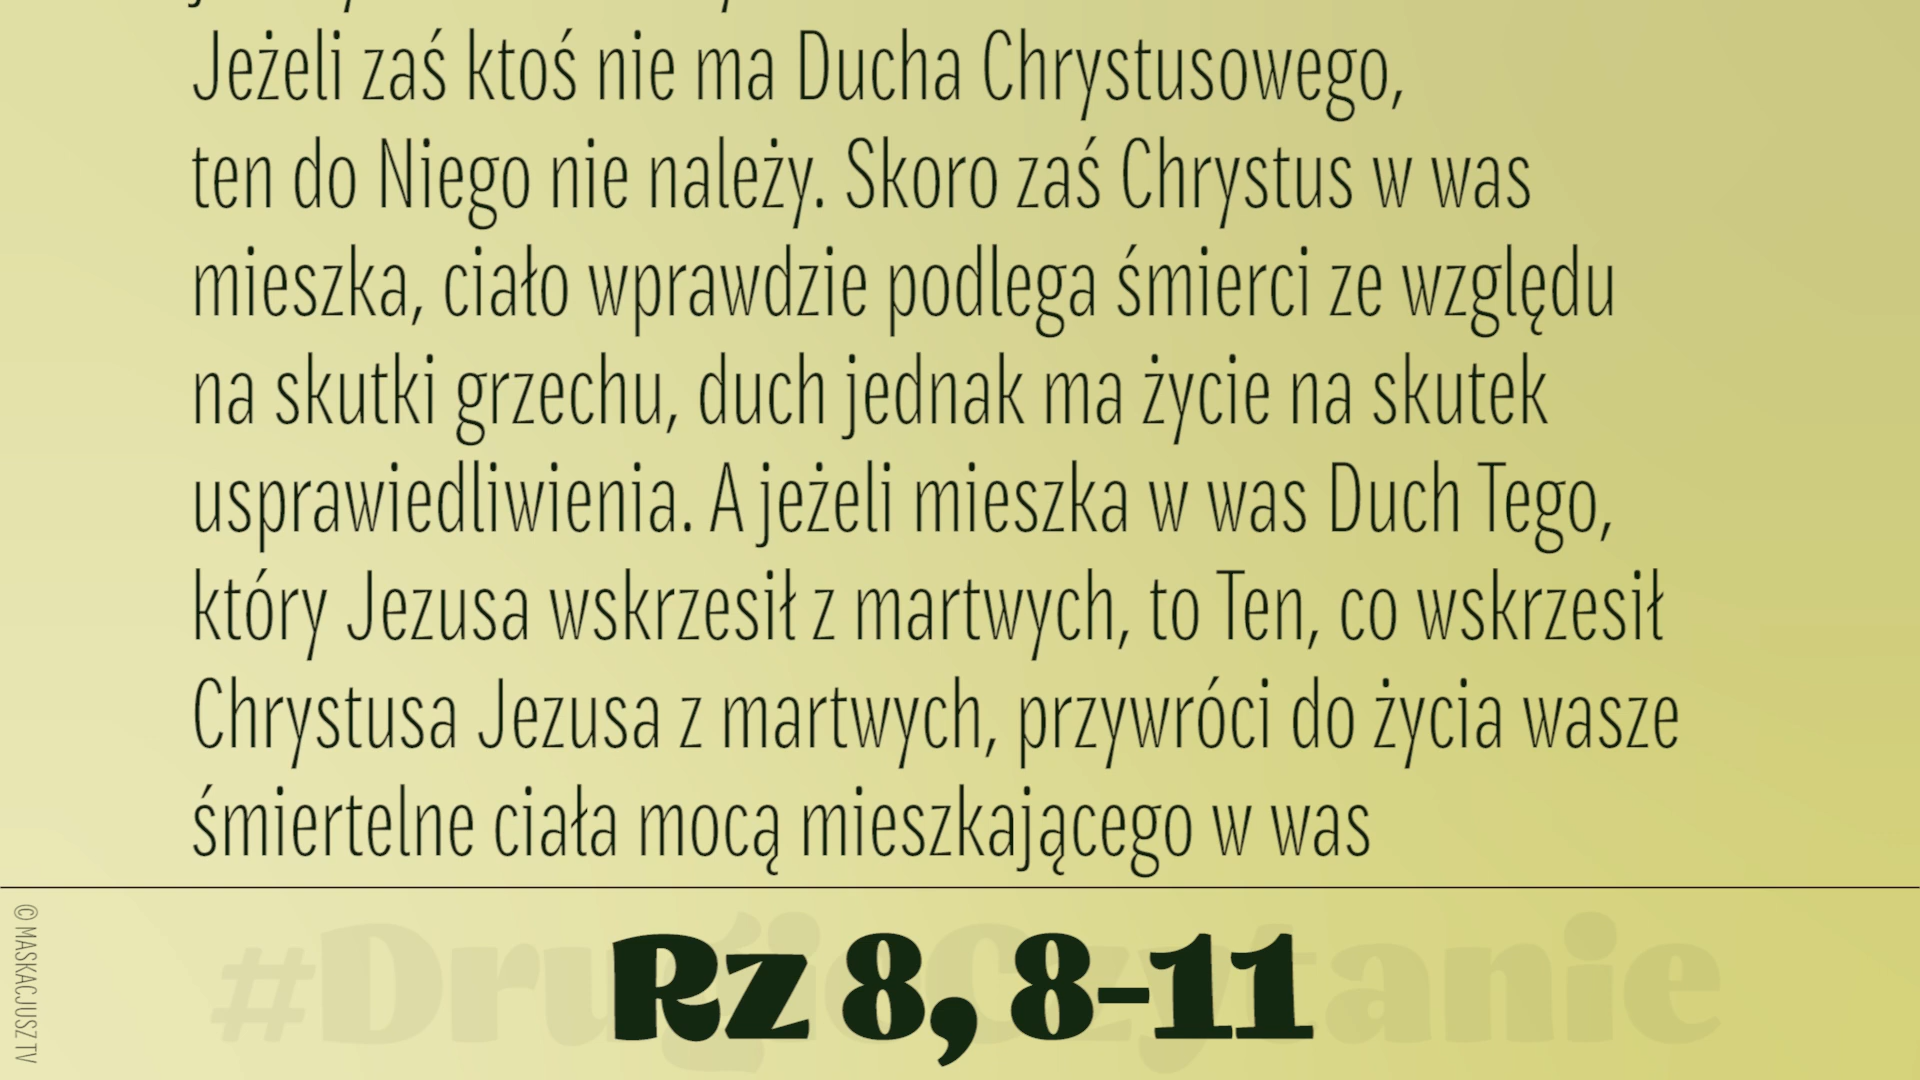 Jeżeli zaś ktoś nie ma Ducha Chrystusowego,
ten do Niego nie należy. Skoro zaś Chrystus w was
mieszka, ciało wprawdzie podlega śmierci ze względu
na skutki grzechu, duch jednak ma życie na skutek
usprawiedliwienia. A jeżeli mieszka w was Duch Tego,
który Jezusa wskrzesił z martwych, to Ten, co wskrzesił
Chrystusa Jezusa z martwych, przywróci do życia wasze
śmiertelne ciała mocą mieszkającego w was
#DrugieCzytanie
Rz 8, 8-11
© MASKACJUSZ TV